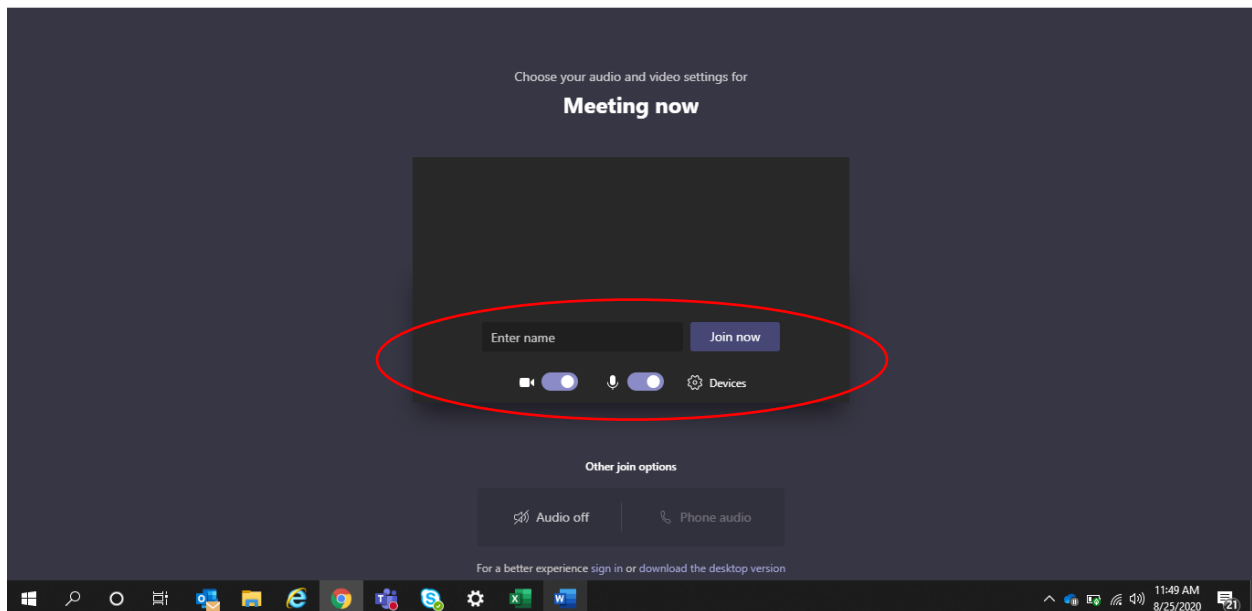 Choose your audio and video settings for
Meeting now
Enter name
Join now
Devices
Other join options
Audio off
Phone audio
For a better experience sign in or download the desktop version
11:49 AM
8/25/2020
21